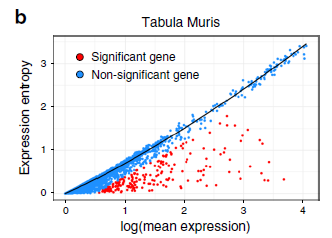 b
Tabula Muris
Significant gene
Non-significant gene
Expression entropy
3
2
1
0
0 1 2 3 4
log(mean expression)